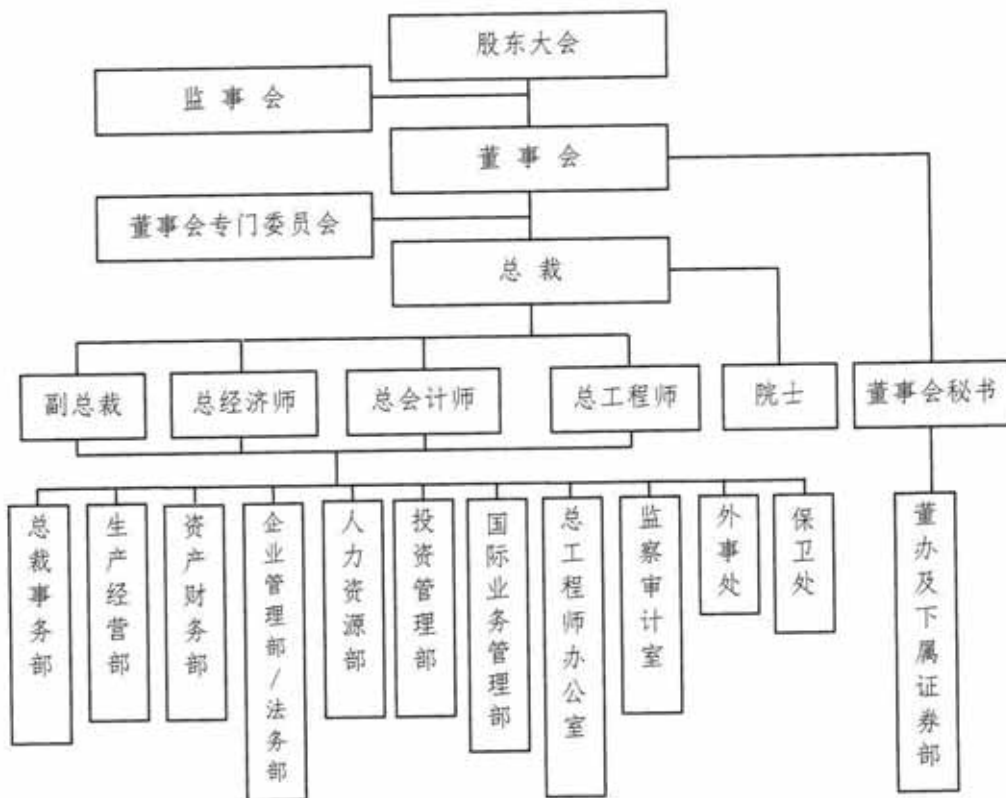 股东大会
监事会
董事会
董事会专门委员会
总裁
副总裁
总经济师
总会计师
总工程师
院士
董事会秘书
总裁事务部
生产经营部
资产财务部
企业管理部/法务部
人力资源部
投资管理部
国际业务管理部
总工程师办公室
监察审计室
外事处
保卫处
董办及下属证券部